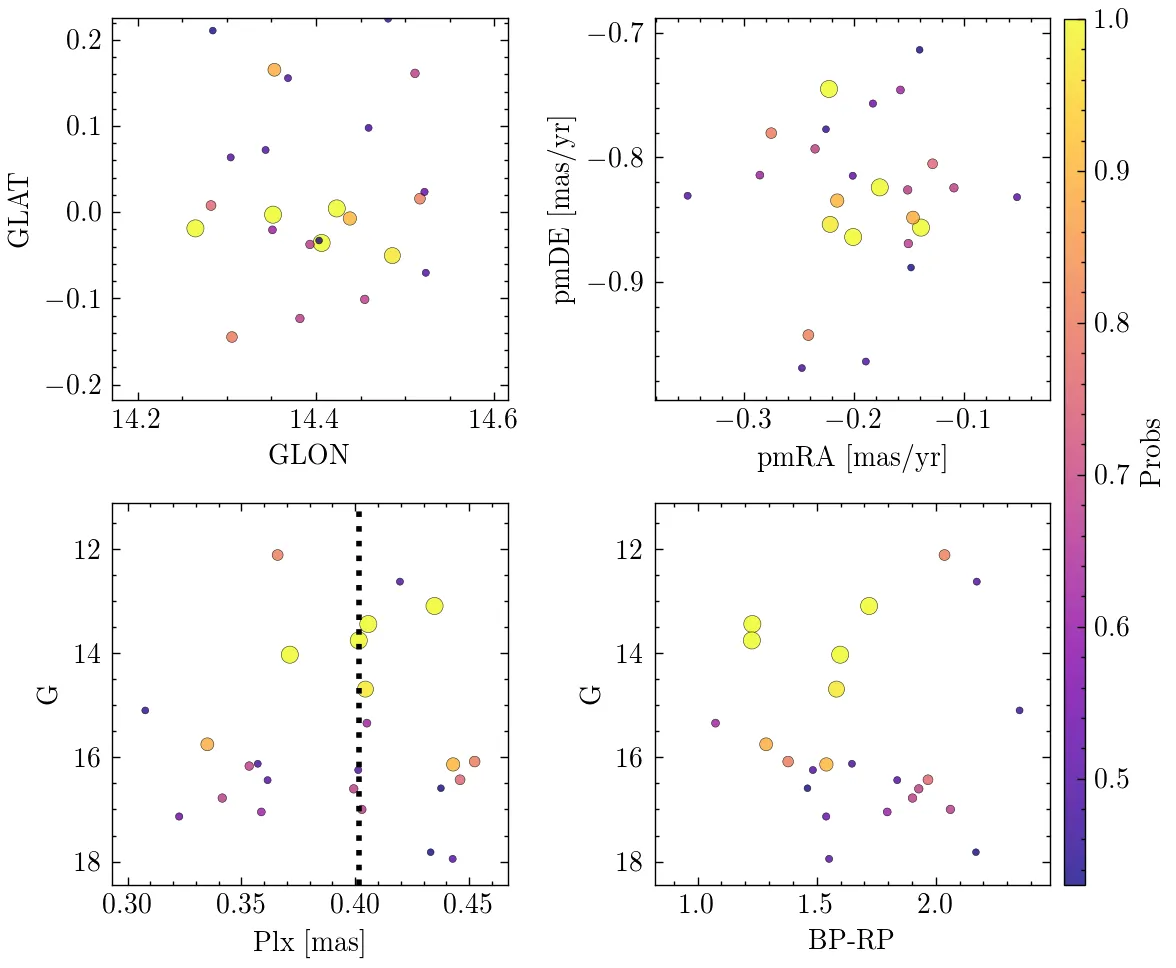 0.2
0.1
0.0
−0.1
−0.2
GLAT
14.2 14.4 14.6
GLON
−0.7
−0.8
−0.9
pmDE [mas/yr]
−0.3 −0.2 −0.1
pmRA [mas/yr]
12
14
16
18
G
0.30 0.35 0.40 0.45
Plx [mas]
12
14
16
18
G
1.0 1.5 2.0
BP-RP
1.0
0.9
0.8
0.7
0.6
0.5
Probs